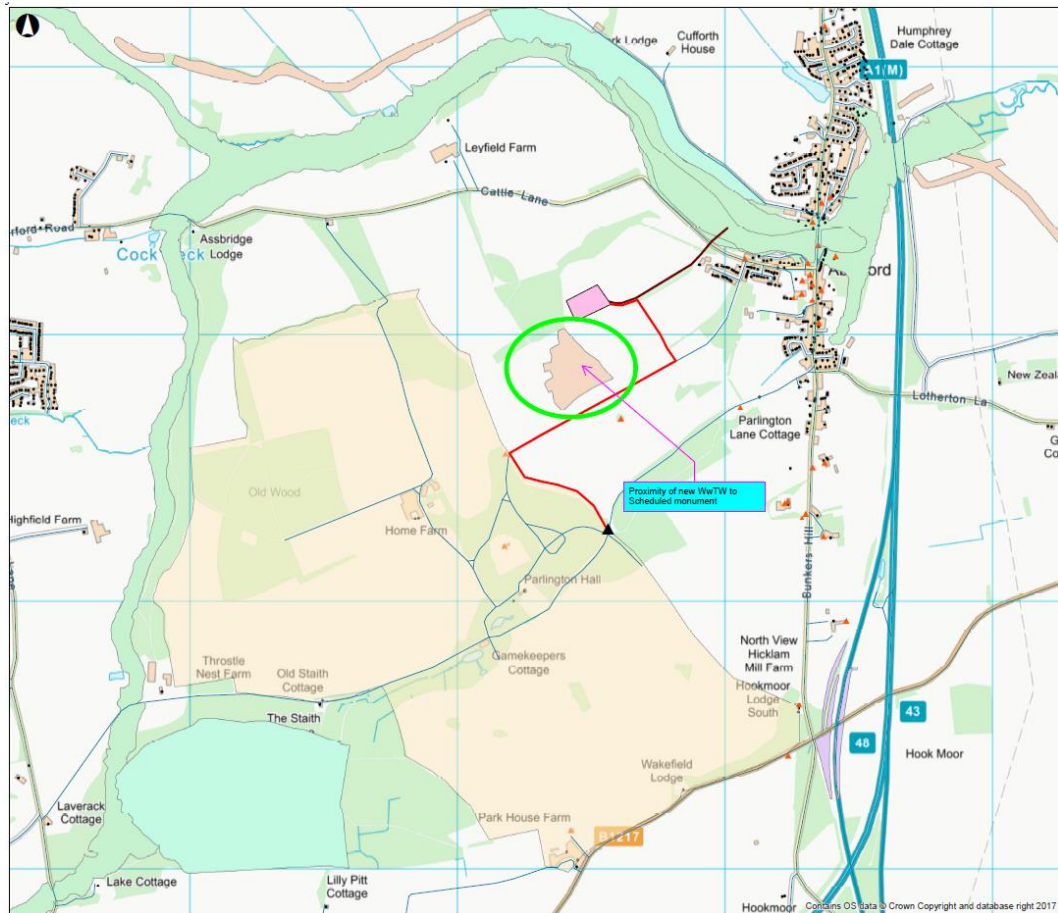 Humphrey
Dale Cottage
Cufforth
House
rk Lodge
A1(M)
Leyfield Farm
Cattle Lane
rford Road
Assbridge
Lodge
Cock
eck
New Zeal
Lotherton La
Parlington
Lane Cottage
eck
Proximity of new WwTW to
Scheduled monument
Old Wood
Highfield Farm
Home Farm
Bunkers Hill
Parlington Hall
North View
Hicklam
Mill Farm
Hookmoor
Lodge
South
Gamekeepers
Cottage
Throstle
Nest Farm
Old Staith
Cottage
The Staith
43
48
Hook Moor
Wakefield
Lodge
Laverack
Cottage
Park House Farm
B1217
Lake Cottage
Lilly Pitt
Cottage
Hookmoor
Contains OS data © Crown Copyright and database right 2017